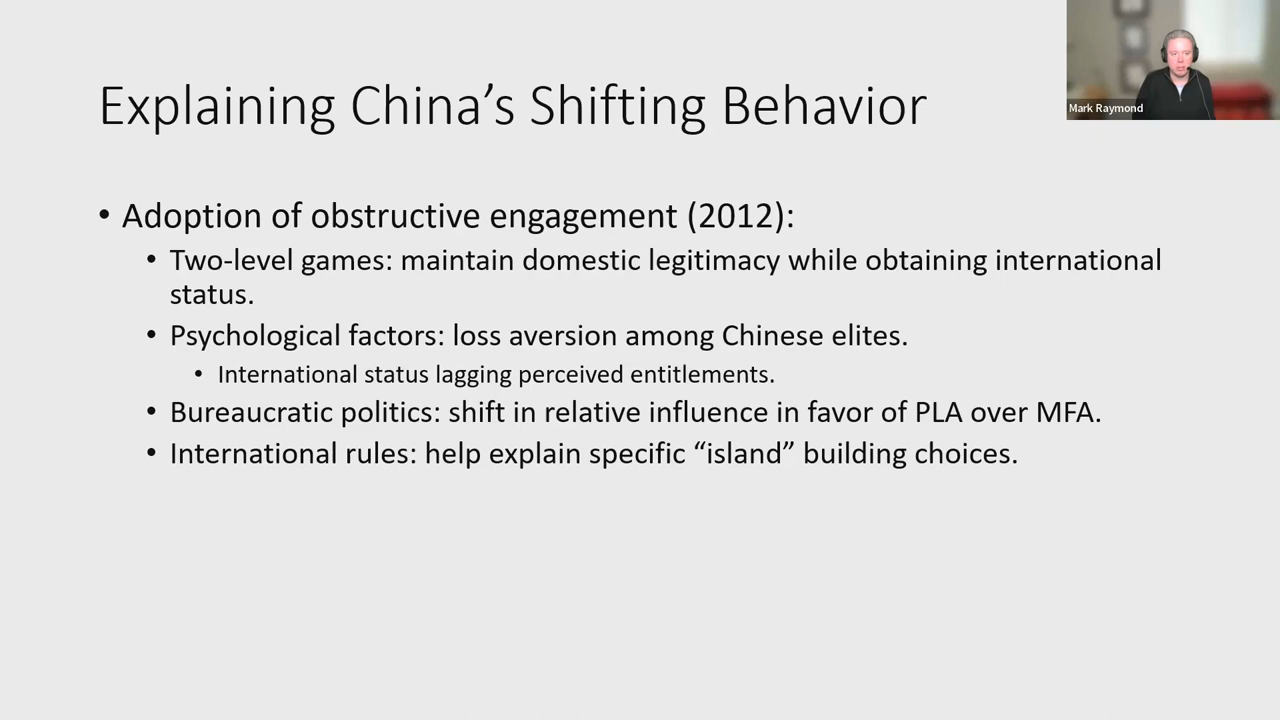 Mark Raymond
Explaining China’s Shifting Behavior
• Adoption of obstructive engagement (2012):
• Two-level games: maintain domestic legitimacy while obtaining international
status.
• Psychological factors: loss aversion among Chinese elites.
• International status lagging perceived entitlements.
• Bureaucratic politics: shift in relative influence in favor of PLA over MFA.
• International rules: help explain specific “island” building choices.